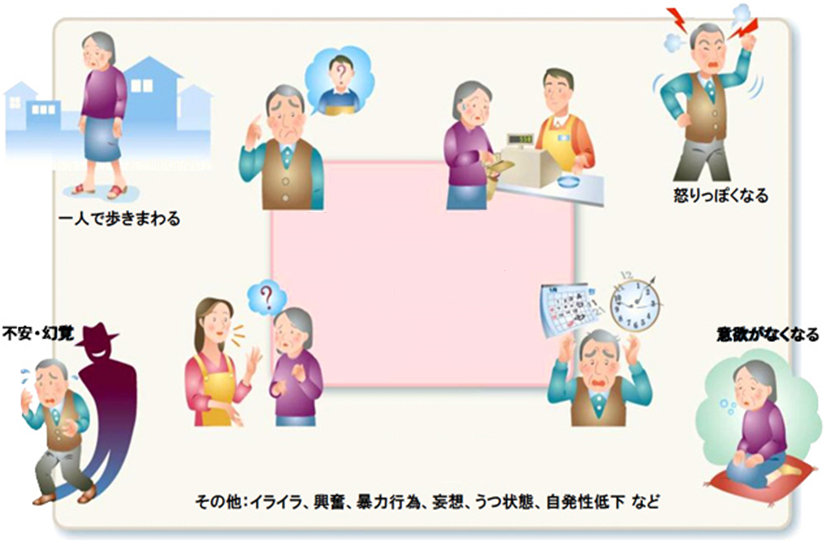 一人で歩きまわる
怒りっぽくなる
不安・幻覚
意欲がなくなる
その他:イライラ、興奮、暴力行為、妄想、うつ状態、自発性低下 など
?
?
12